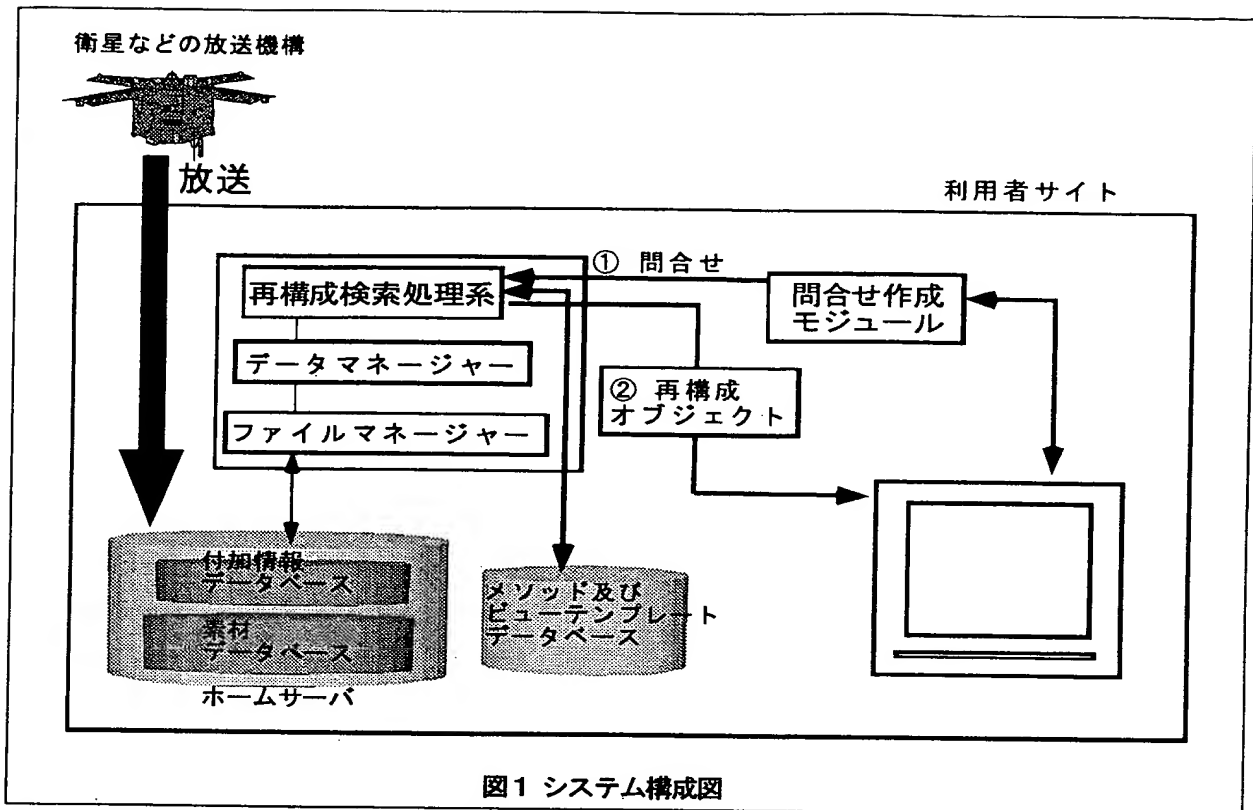 衛星などの放送機構
放送
利用者サイト
① 問合せ
再構成検索処理系
問合せ作成
モジュール
データマネージャー
② 再構成
オブジェクト
ファイルマネージャー
付加情報
データベース
素材
データベース
ホームサーバ
メソッド及び
ビューテンプレート
データベース
図1 システム構成図